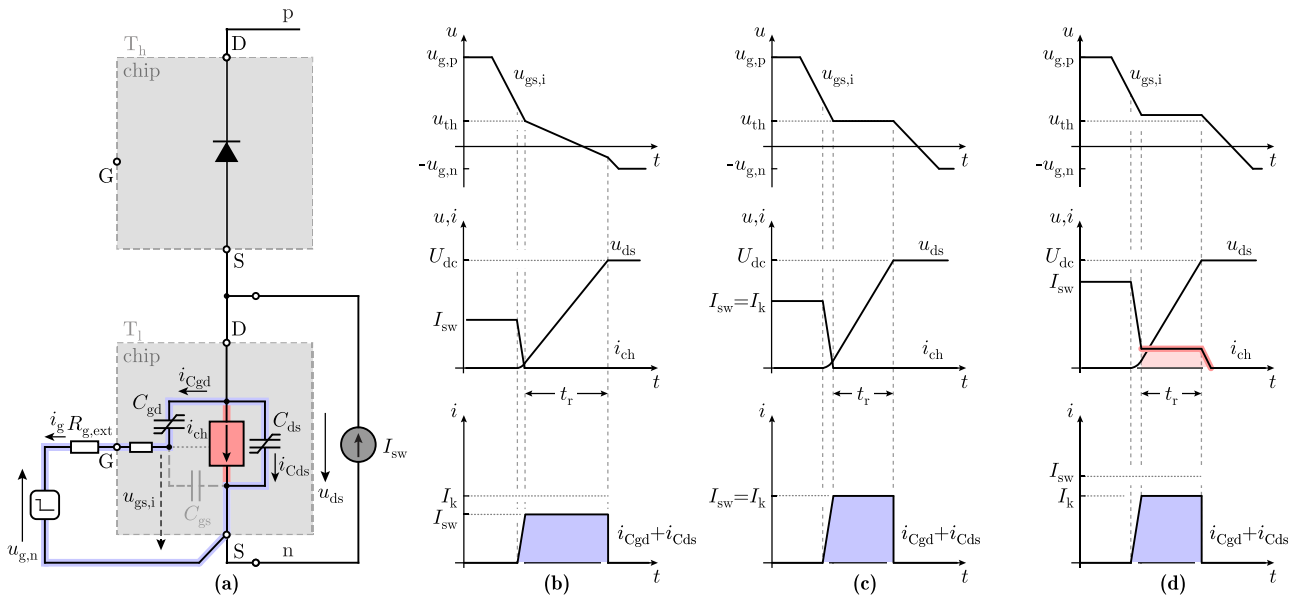 p
T_h
D
chip
G
S
T_l
D
chip
i_Cgd
C_gd
C_ds
i_g R_g,ext
i_ch
I_sw
G
i_Cds
u_gs,i
u_ds
C_gs
u_g,n
S
n
(a)
u
u_g,p
u_gs,i
u_th
t
-u_g,n
u,i
U_dc
u_ds
I_sw
i_ch
t
t_r
i
I_k
I_sw
i_Cgd+i_Cds
t
(b)
u
u_g,p
u_gs,i
u_th
t
-u_g,n
u,i
U_dc
u_ds
I_sw=I_k
i_ch
t
t_r
i
I_sw=I_k
i_Cgd+i_Cds
t
(c)
u
u_g,p
u_gs,i
u_th
t
-u_g,n
u,i
U_dc
u_ds
I_sw
i_ch
t
t_r
i
I_sw
I_k
i_Cgd+i_Cds
t
(d)